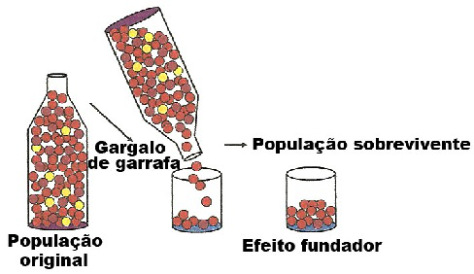 População
original
Gargalo
de garrafa
População sobrevivente
Efeito fundador